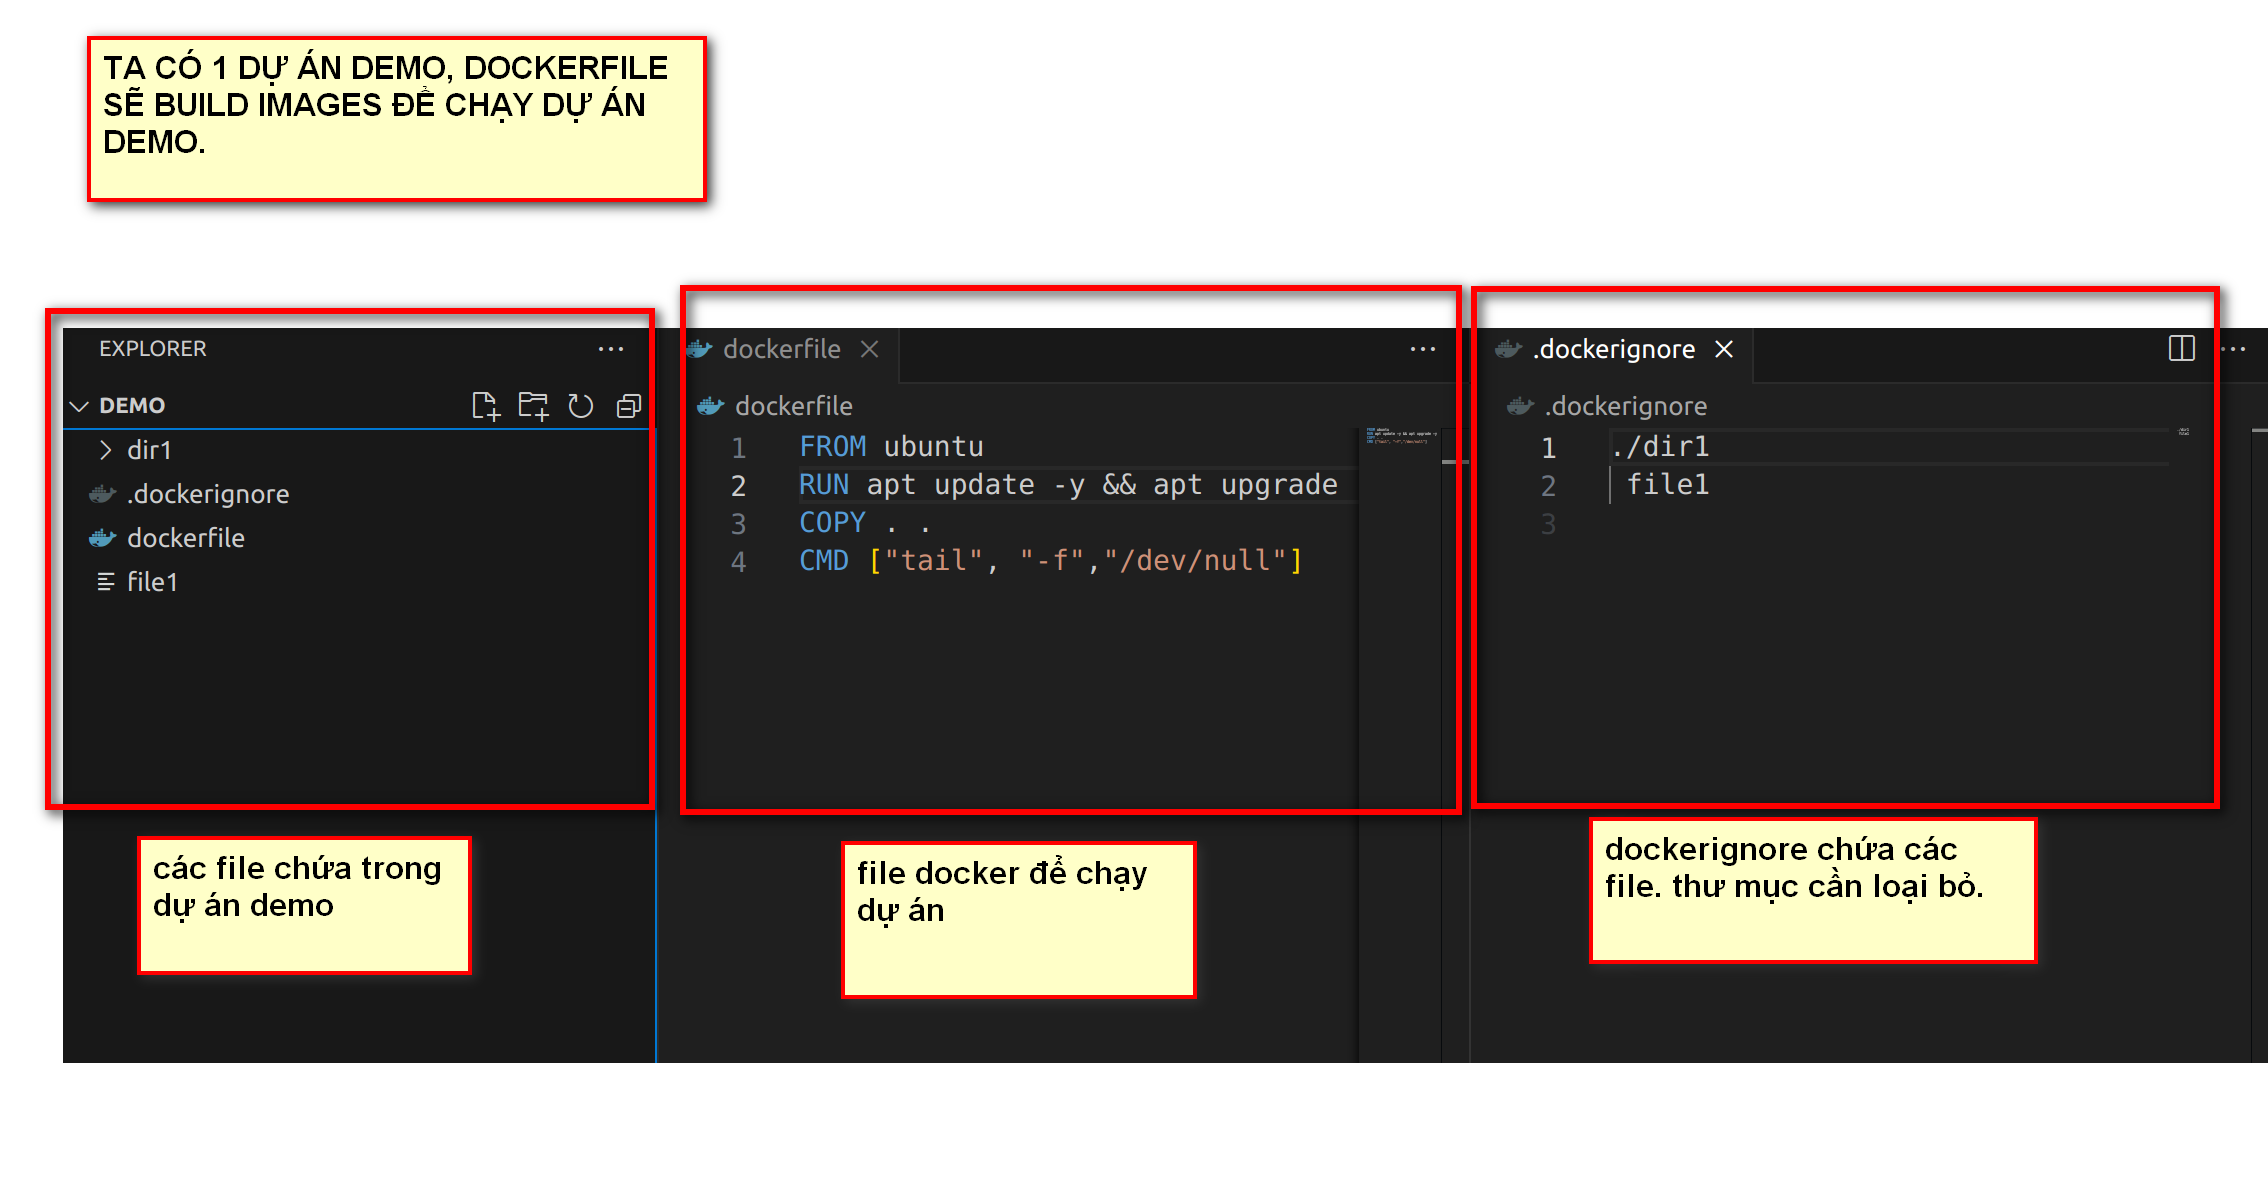 TA CÓ 1 DỰ ÁN DEMO, DOCKERFILE
SẼ BUILD IMAGES ĐỂ CHẠY DỰ ÁN
DEMO.
EXPLORER
DEMO
dir1
.dockerignore
dockerfile
file1
dockerfile
dockerfile
1 FROM ubuntu
2 RUN apt update -y && apt upgrade
3 COPY . .
4 CMD ["tail", "-f","/dev/null"]
.dockerignore
.dockerignore
1 ./dir1
2 file1
3
các file chứa trong
dự án demo
file docker để chạy
dự án
dockerignore chứa các
file. thư mục cần loại bỏ.